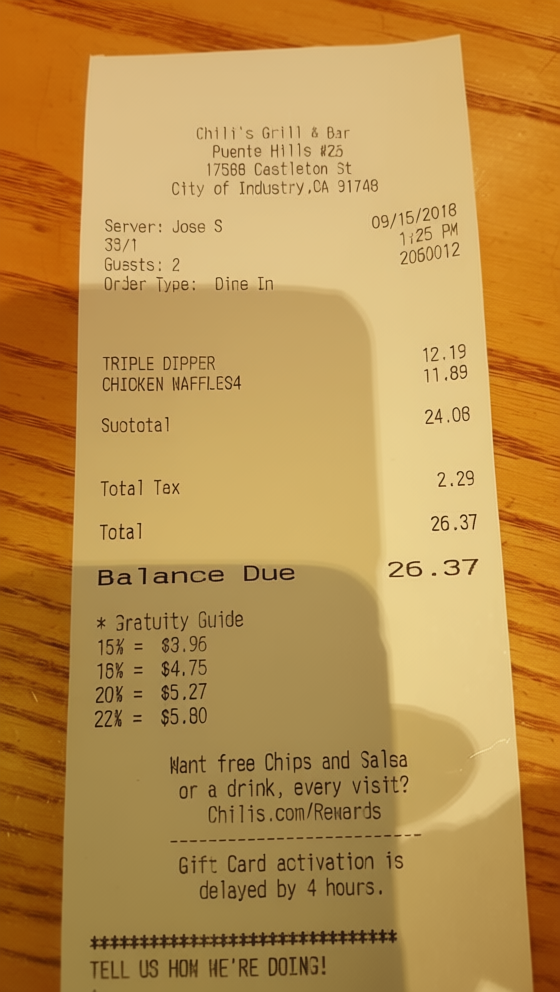 Chili's Grill & Bar
Puente Hills #25
17588 Castleton St
City of Industry,CA 91748
Server: Jose S 09/15/2018
39/1 1:25 PM
Guests: 2 2060012
Order Type: Dine In
TRIPLE DIPPER 12.19
CHICKEN WAFFLES4 11.89
Subtotal 24.08
Total Tax 2.29
Total 26.37
Balance Due 26.37
* Gratuity Guide
15% = $3.96
18% = $4.75
20% = $5.27
22% = $5.80
Want free Chips and Salsa
or a drink, every visit?
Chilis.com/Rewards
-------------------------
Gift Card activation is
delayed by 4 hours.
*******************************
TELL US HOW WE'RE DOING!